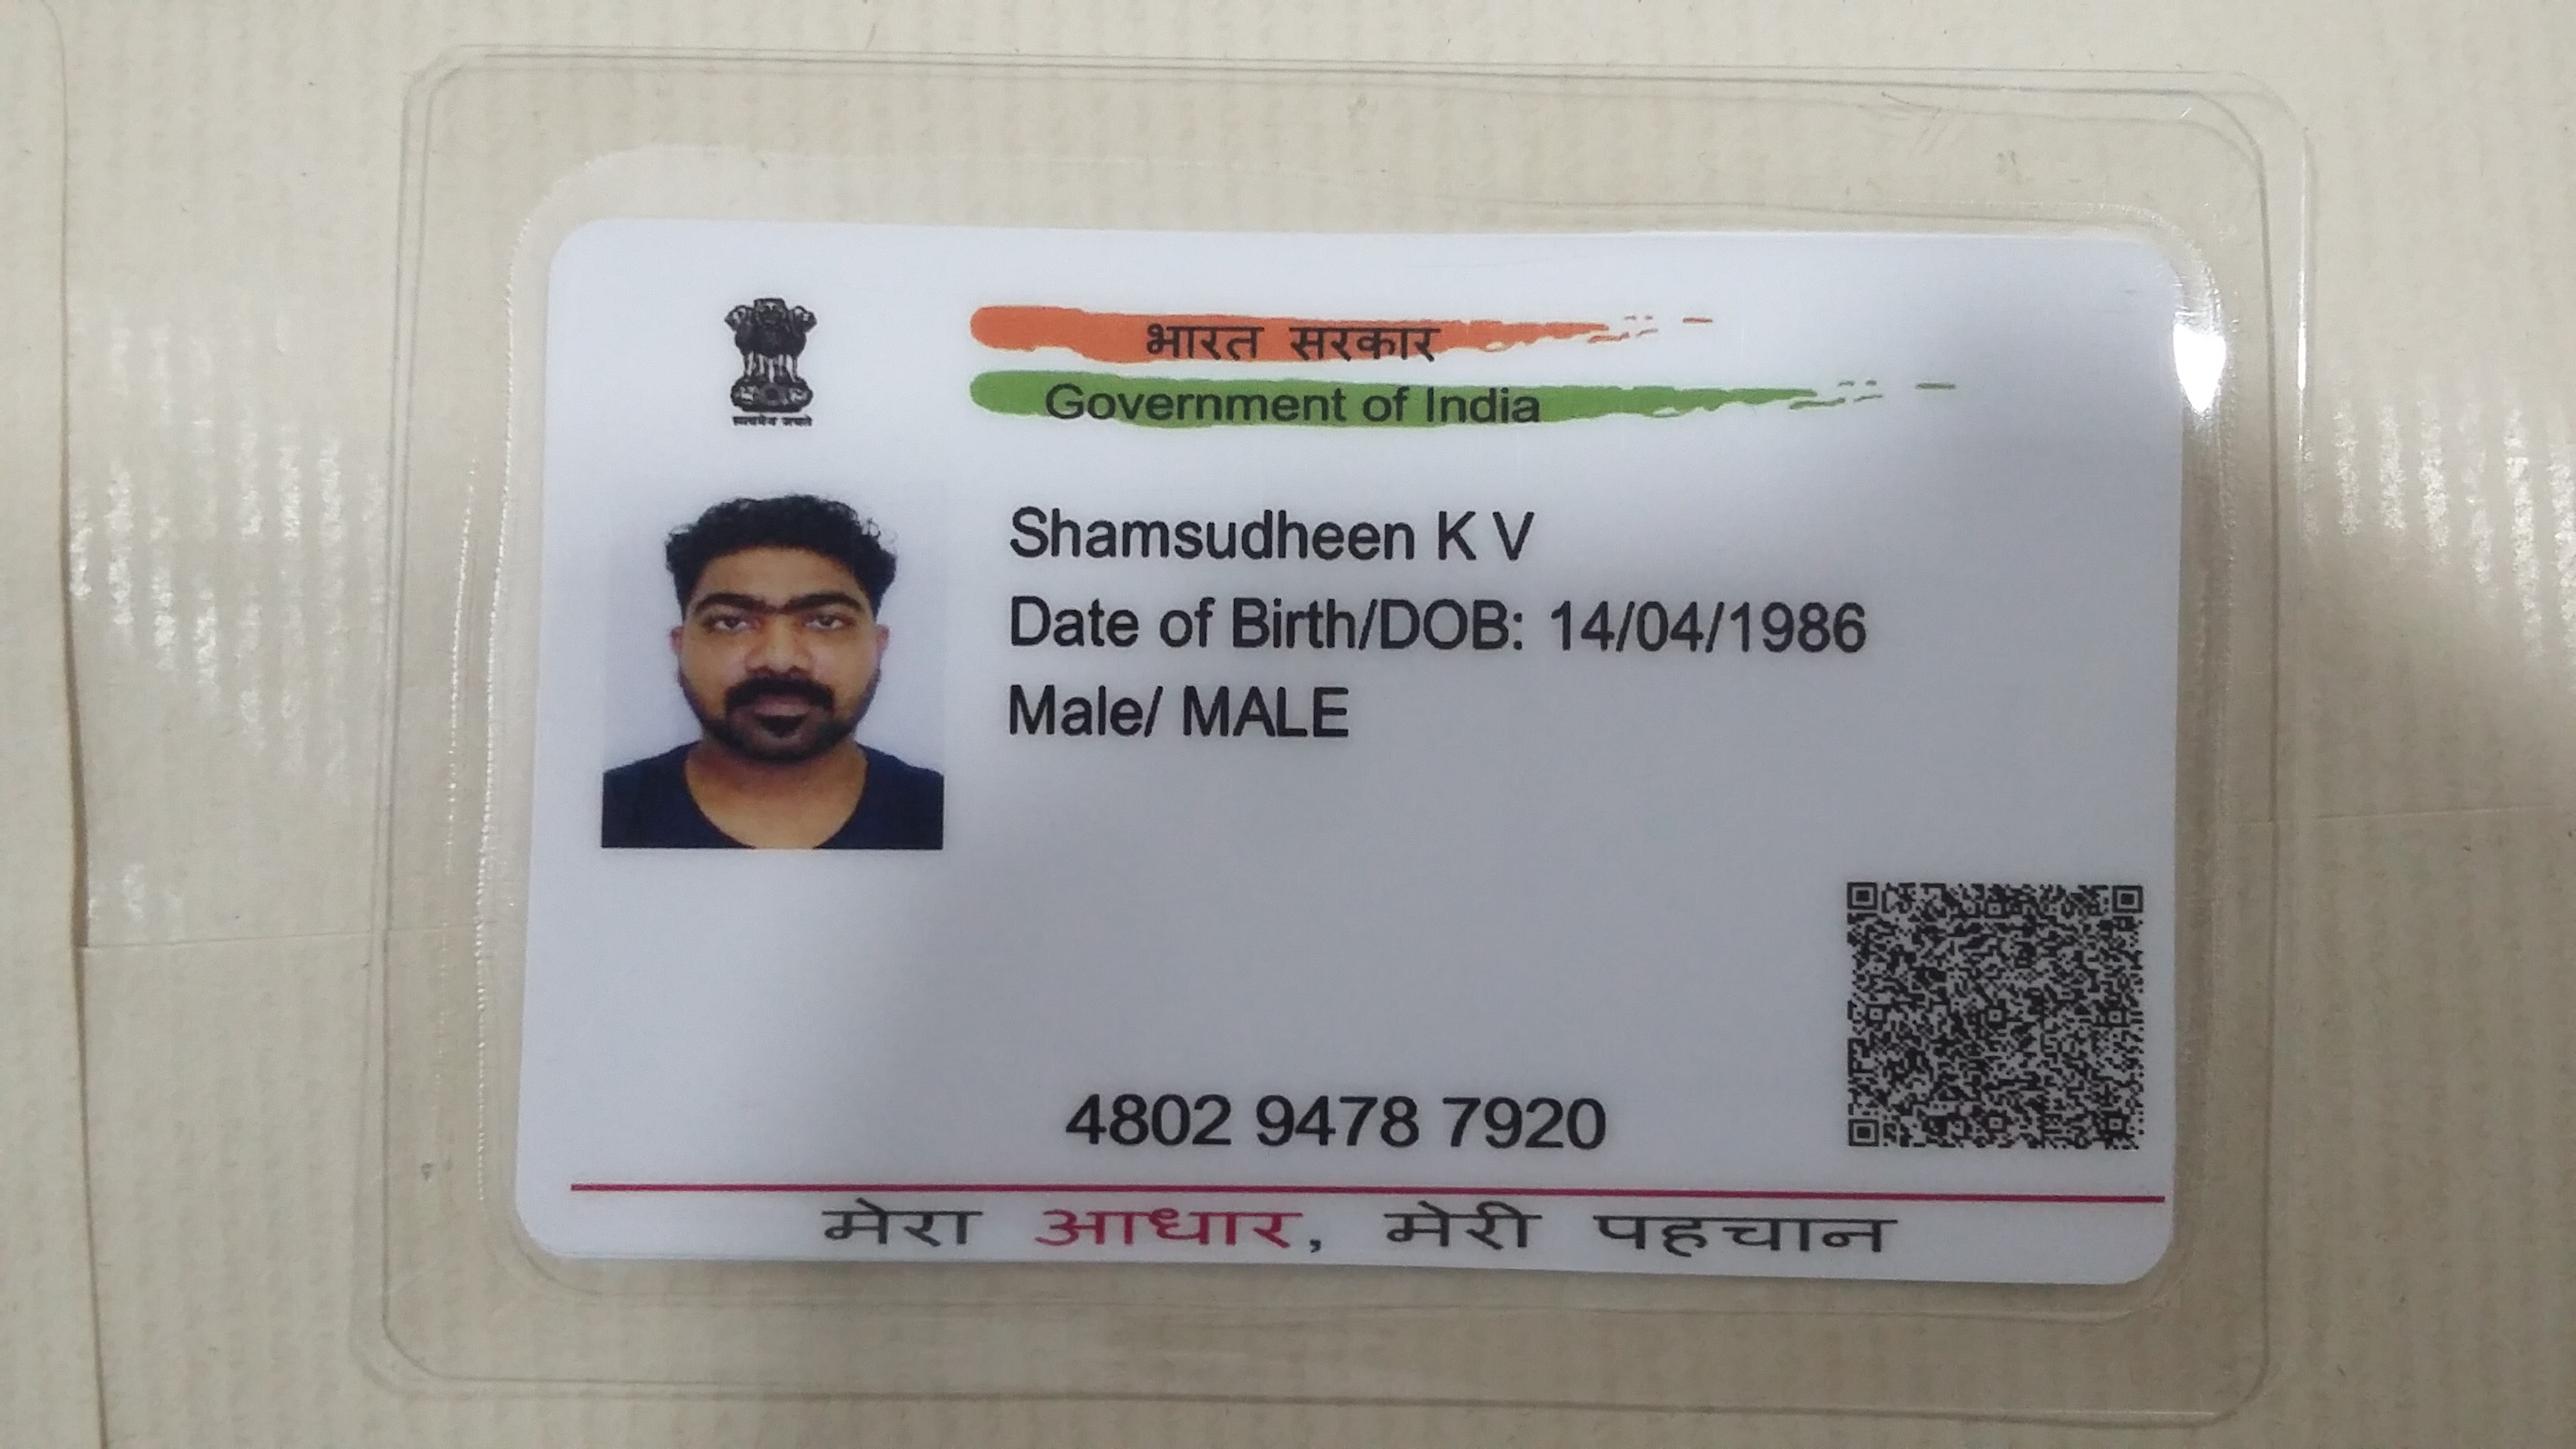 सत्यमेव जयते
भारत सरकार
Government of India
Shamsudheen K V
Date of Birth/DOB: 14/04/1986
Male/ MALE
4802 9478 7920
मेरा आधार, मेरी पहचान